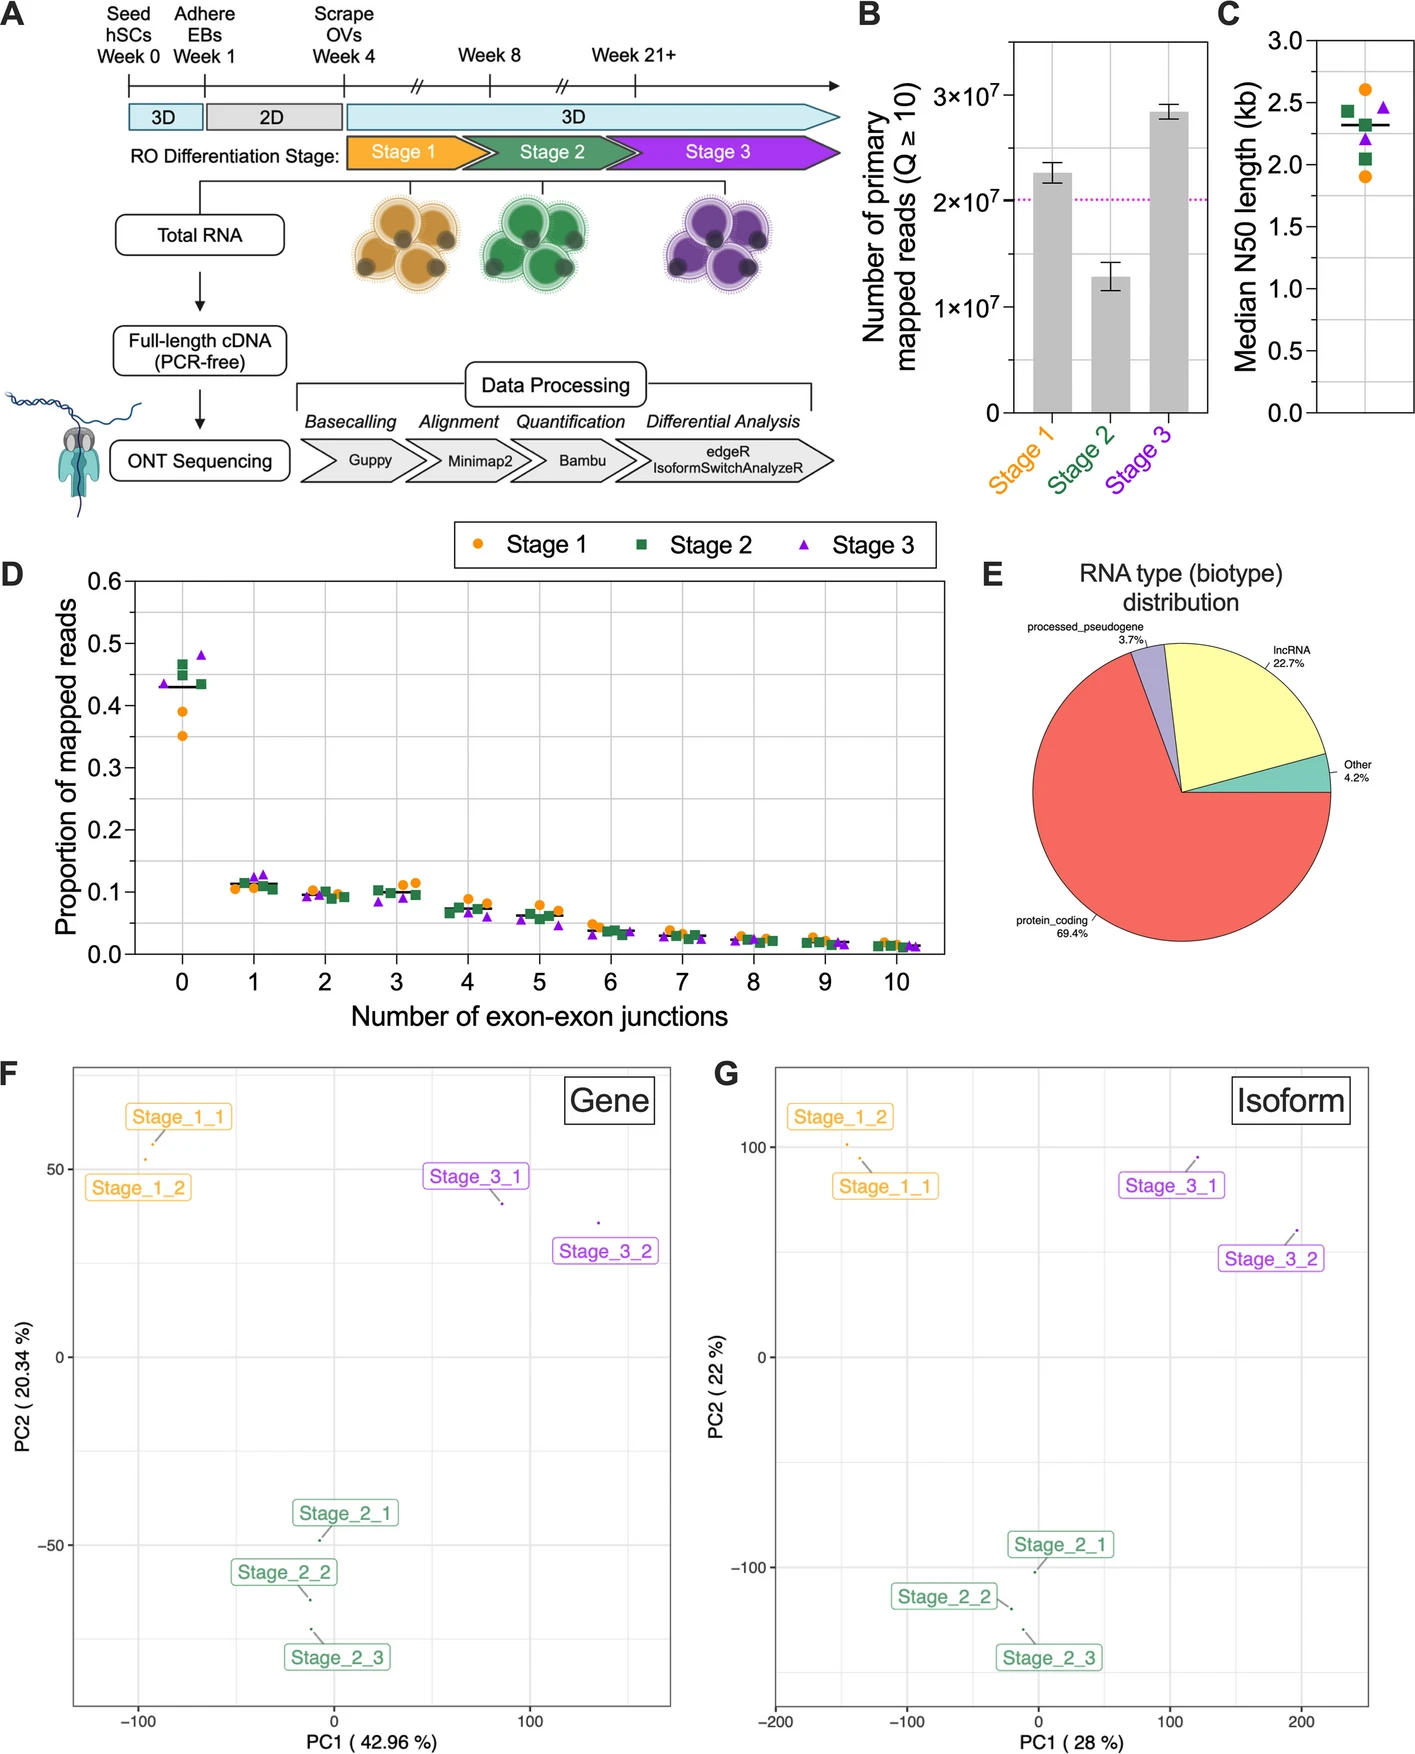 A
Seed
hSCs
Week 0
Adhere
EBs
Week 1
Scrape
OVs
Week 4
Week 8
Week 21+
3D
2D
3D
RO Differentiation Stage:
Stage 1
Stage 2
Stage 3
Total RNA
Full-length cDNA
(PCR-free)
ONT Sequencing
Data Processing
Basecalling
Alignment
Quantification
Differential Analysis
Guppy
Minimap2
Bambu
edgeR
IsoformSwitchAnalyzeR
B
Number of primary
mapped reads (Q ≥ 10)
3×10⁷
2×10⁷
1×10⁷
0
Stage 1
Stage 2
Stage 3
C
Median N50 length (kb)
3.0
2.5
2.0
1.5
1.0
0.5
0.0
Stage 1
Stage 2
Stage 3
D
Proportion of mapped reads
0.6
0.5
0.4
0.3
0.2
0.1
0.0
0 1 2 3 4 5 6 7 8 9 10
Number of exon-exon junctions
E
RNA type (biotype)
distribution
processed_pseudogene
3.7%
lncRNA
22.7%
Other
4.2%
protein_coding
69.4%
F
Gene
Stage_1_1
Stage_1_2
Stage_3_1
Stage_3_2
Stage_2_1
Stage_2_2
Stage_2_3
PC2 ( 20.34 %)
50
0
−50
−100 0 100
PC1 ( 42.96 %)
G
Isoform
Stage_1_2
Stage_1_1
Stage_3_1
Stage_3_2
Stage_2_1
Stage_2_2
Stage_2_3
PC2 ( 22 %)
100
0
−100
−200 −100 0 100 200
PC1 ( 28 %)